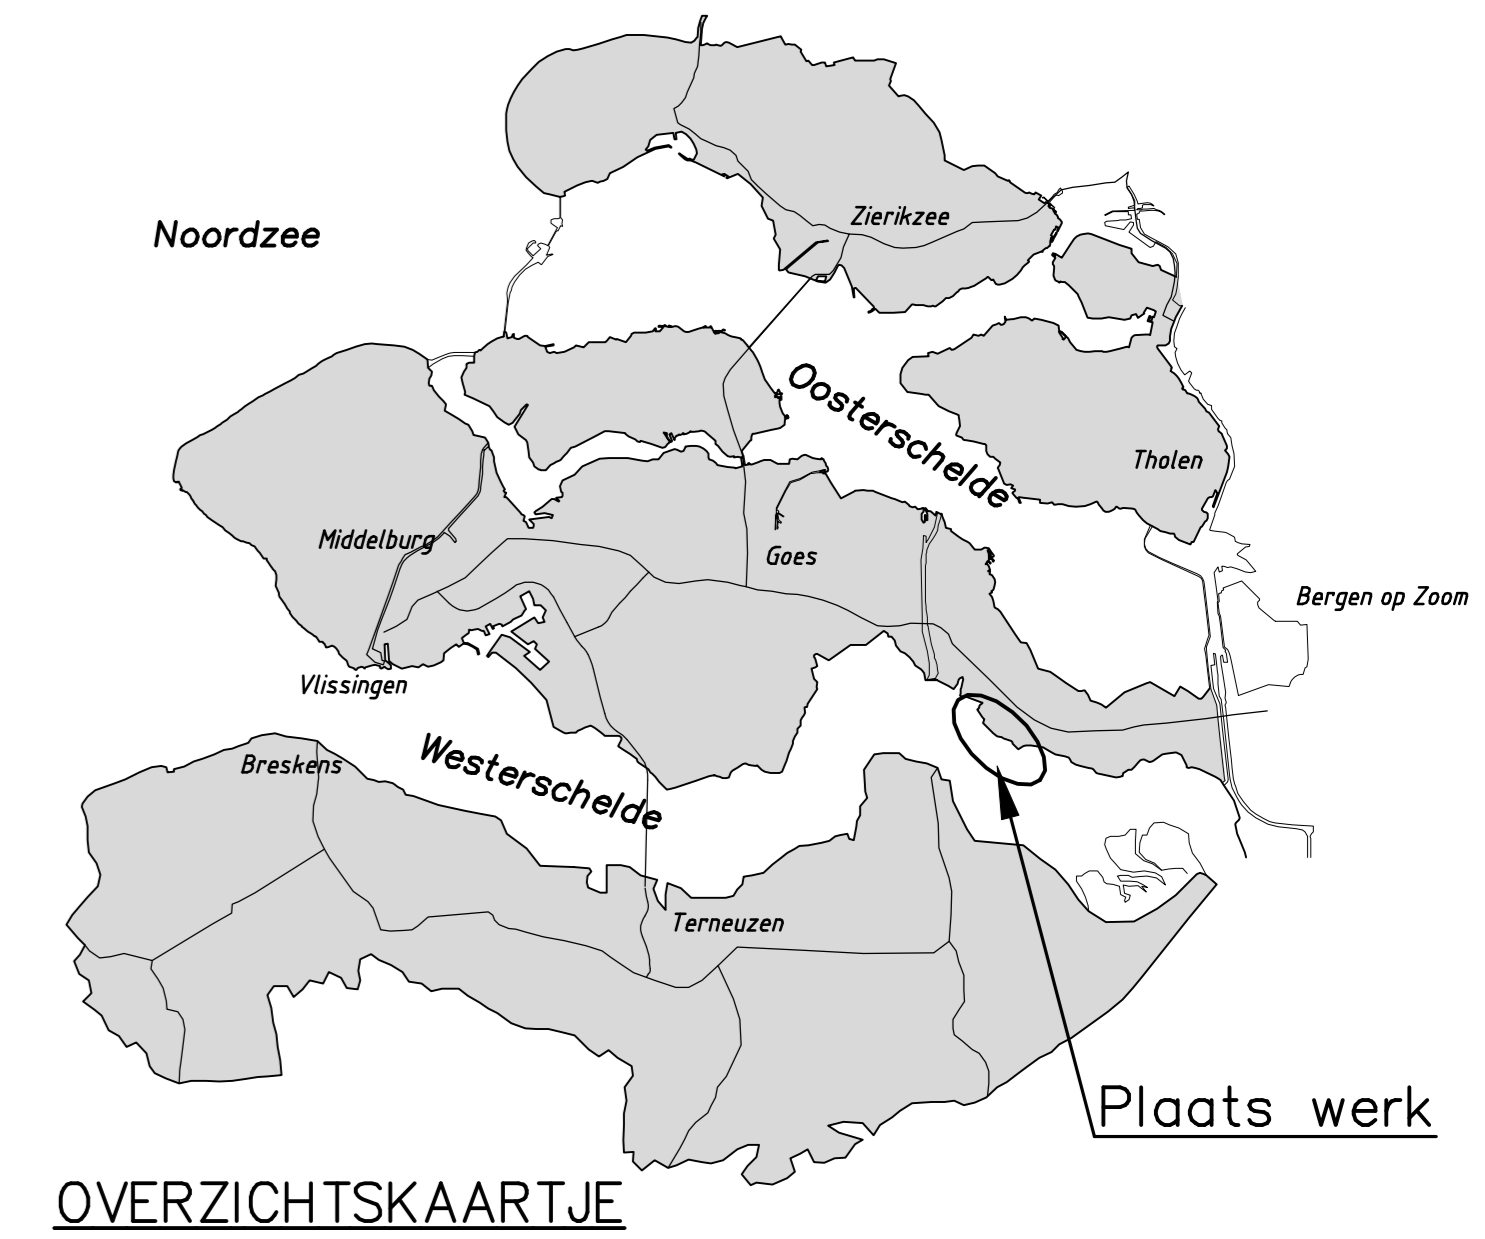 Noordzee
Zierikzee
Oosterschelde
Tholen
Middelburg
Goes
Bergen op Zoom
Vlissingen
Westerschelde
Breskens
Terneuzen
Plaats werk
OVERZICHTSKAARTJE